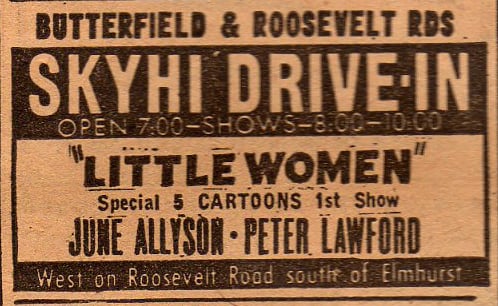 BUTTERFIELD & ROOSEVELT RDS
SKYHI DRIVE-IN
OPEN 7:00-SHOWS-8:00-10:00
"LITTLE WOMEN"
Special 5 CARTOONS 1st Show
JUNE ALLYSON • PETER LAWFORD
West on Roosevelt Road south of Elmhurst